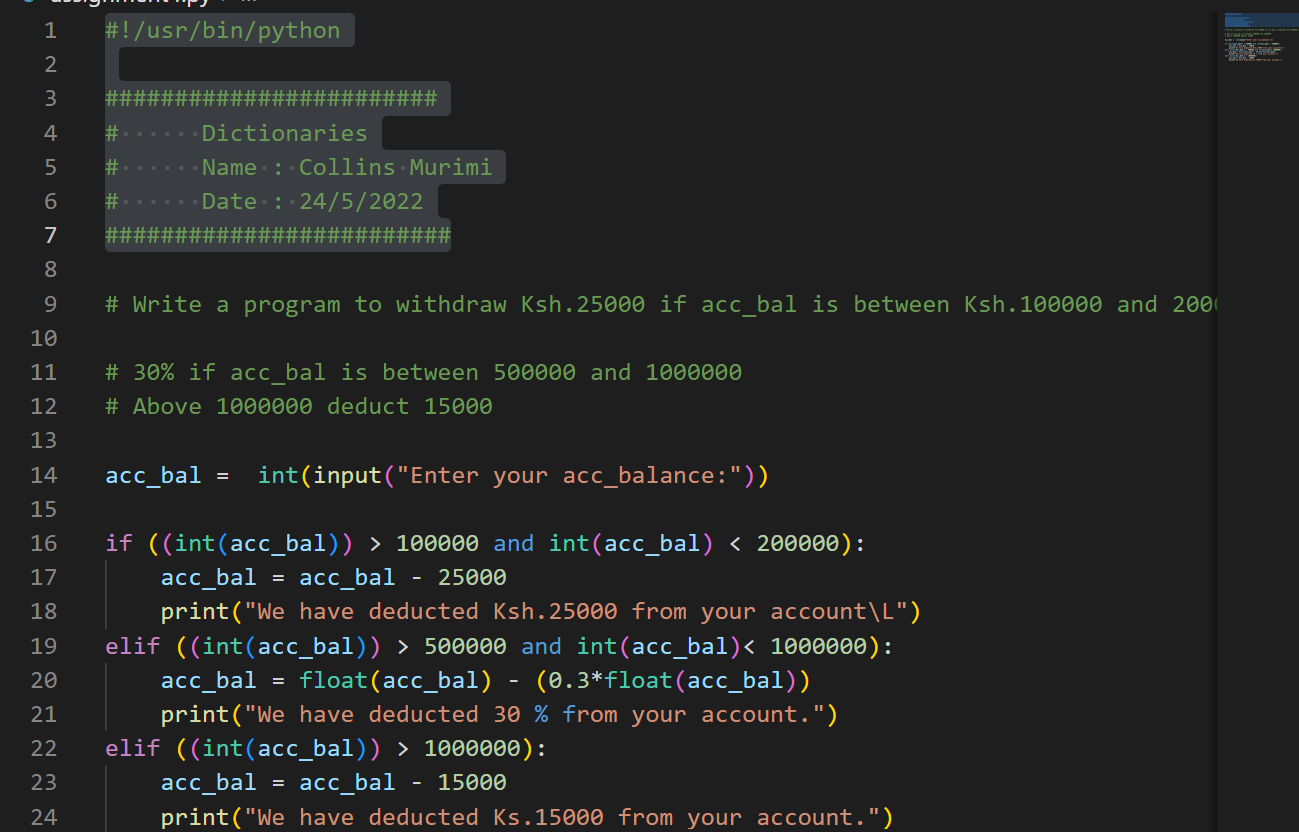 1 #!/usr/bin/python
2
3 ########################
4 # Dictionaries
5 # Name : Collins Murimi
6 # Date : 24/5/2022
7 #########################
8
9 # Write a program to withdraw Ksh.25000 if acc_bal is between Ksh.100000 and 200
10
11 # 30% if acc_bal is between 500000 and 1000000
12 # Above 1000000 deduct 15000
13
14 acc_bal =  int(input("Enter your acc_balance:"))
15
16 if ((int(acc_bal)) > 100000 and int(acc_bal) < 200000):
17     acc_bal = acc_bal - 25000
18     print("We have deducted Ksh.25000 from your account\L")
19 elif ((int(acc_bal)) > 500000 and int(acc_bal)< 1000000):
20     acc_bal = float(acc_bal) - (0.3*float(acc_bal))
21     print("We have deducted 30 % from your account.")
22 elif ((int(acc_bal)) > 1000000):
23     acc_bal = acc_bal - 15000
24     print("We have deducted Ks.15000 from your account.")